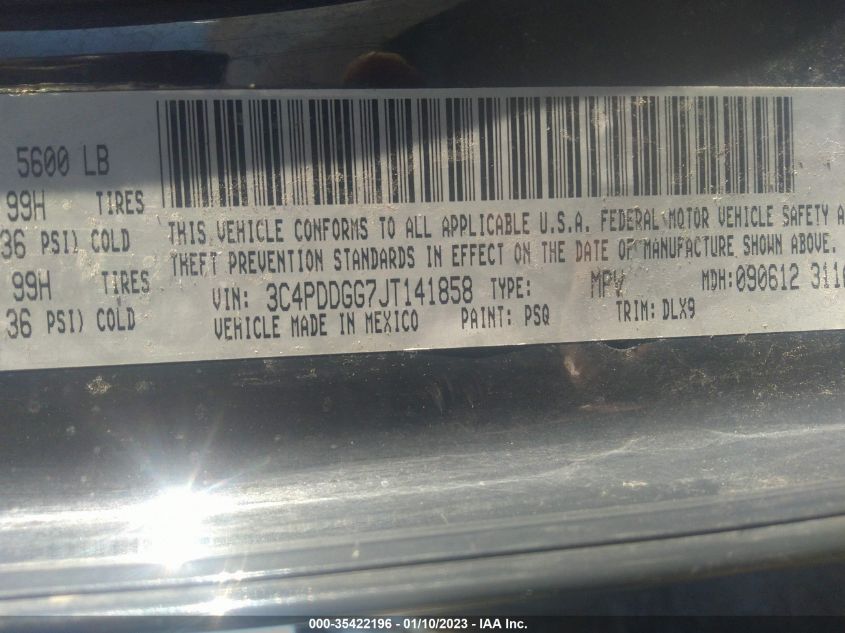 5600 LB
99H TIRES
36 PSI) COLD
99H TIRES
36 PSI) COLD
THIS VEHICLE CONFORMS TO ALL APPLICABLE U.S.A. FEDERAL MOTOR VEHICLE SAFETY A
THEFT PREVENTION STANDARDS IN EFFECT ON THE DATE OF MANUFACTURE SHOWN ABOVE.
VIN: 3C4PDDGG7JT141858 TYPE: MPV MDH: 090612 311
VEHICLE MADE IN MEXICO PAINT: PSQ TRIM: DLX9
000-35422196 - 01/10/2023 - IAA Inc.